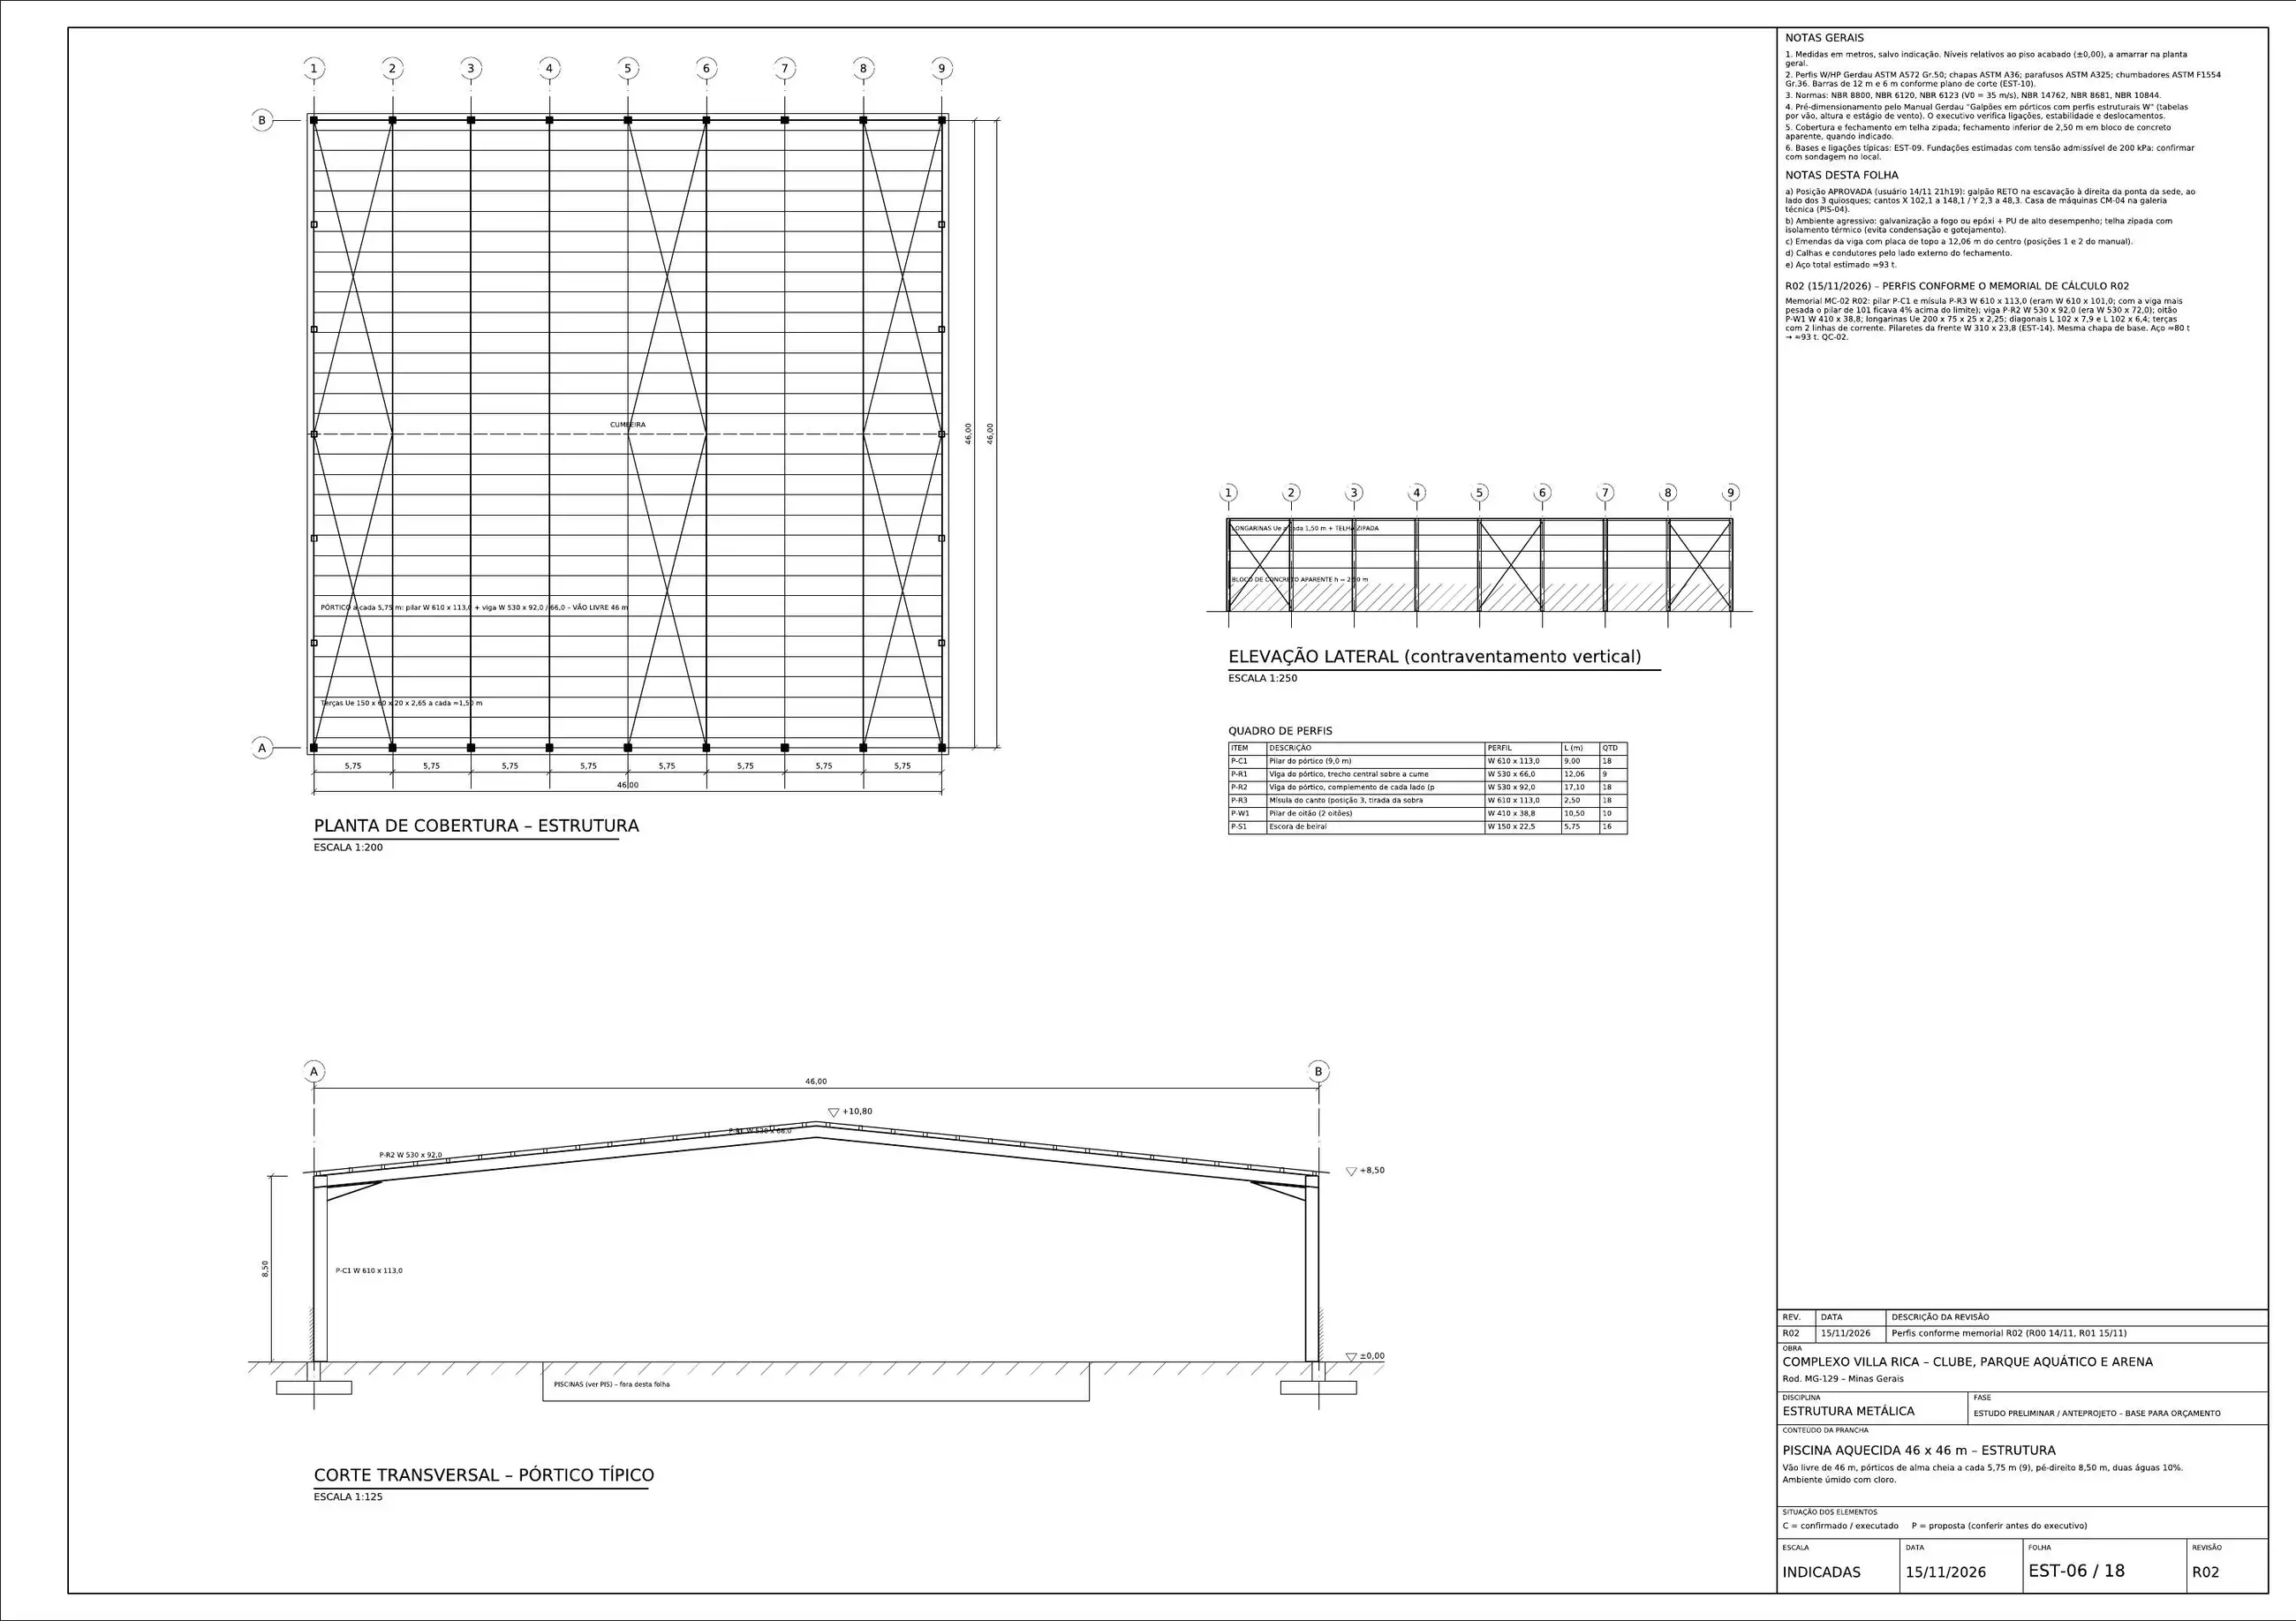 1
2
3
4
5
6
7
8
9
B
A
CUMEEIRA
46,00
46,00
PÓRTICO a cada 5,75 m: pilar W 610 x 113,0 + viga W 530 x 92,0 / 66,0 – VÃO LIVRE 46 m
Terças Ue 150 x 60 x 20 x 2,65 a cada ≈1,50 m
5,75
5,75
5,75
5,75
5,75
5,75
5,75
5,75
46,00
PLANTA DE COBERTURA – ESTRUTURA
ESCALA 1:200
1
2
3
4
5
6
7
8
9
LONGARINAS Ue a cada 1,50 m + TELHA ZIPADA
BLOCO DE CONCRETO APARENTE h = 2,50 m
ELEVAÇÃO LATERAL (contraventamento vertical)
ESCALA 1:250
QUADRO DE PERFIS
ITEM DESCRIÇÃO PERFIL L (m) QTD
P-C1 Pilar do pórtico (9,0 m) W 610 x 113,0 9,00 18
P-R1 Viga do pórtico, trecho central sobre a cume W 530 x 66,0 12,06 9
P-R2 Viga do pórtico, complemento de cada lado (p W 530 x 92,0 17,10 18
P-R3 Mísula do canto (posição 3, tirada da sobra W 610 x 113,0 2,50 18
P-W1 Pilar de oitão (2 oitões) W 410 x 38,8 10,50 10
P-S1 Escora de beiral W 150 x 22,5 5,75 16
A
B
46,00
+10,80
P-R1 W 530 x 66,0
P-R2 W 530 x 92,0
+8,50
8,50
P-C1 W 610 x 113,0
±0,00
PISCINAS (ver PIS) – fora desta folha
CORTE TRANSVERSAL – PÓRTICO TÍPICO
ESCALA 1:125
NOTAS GERAIS
1. Medidas em metros, salvo indicação. Níveis relativos ao piso acabado (±0,00), a amarrar na planta
geral.
2. Perfis W/HP Gerdau ASTM A572 Gr.50; chapas ASTM A36; parafusos ASTM A325; chumbadores ASTM F1554
Gr.36. Barras de 12 m e 6 m conforme plano de corte (EST-10).
3. Normas: NBR 8800, NBR 6120, NBR 6123 (V0 = 35 m/s), NBR 14762, NBR 8681, NBR 10844.
4. Pré-dimensionamento pelo Manual Gerdau "Galpões em pórticos com perfis estruturais W" (tabelas
por vão, altura e estágio de vento). O executivo verifica ligações, estabilidade e deslocamentos.
5. Cobertura e fechamento em telha zipada; fechamento inferior de 2,50 m em bloco de concreto
aparente, quando indicado.
6. Bases e ligações típicas: EST-09. Fundações estimadas com tensão admissível de 200 kPa: confirmar
com sondagem no local.
NOTAS DESTA FOLHA
a) Posição APROVADA (usuário 14/11 21h19): galpão RETO na escavação à direita da ponta da sede, ao
lado dos 3 quiosques; cantos X 102,1 a 148,1 / Y 2,3 a 48,3. Casa de máquinas CM-04 na galeria
técnica (PIS-04).
b) Ambiente agressivo: galvanização a fogo ou epóxi + PU de alto desempenho; telha zipada com
isolamento térmico (evita condensação e gotejamento).
c) Emendas da viga com placa de topo a 12,06 m do centro (posições 1 e 2 do manual).
d) Calhas e condutores pelo lado externo do fechamento.
e) Aço total estimado ≈93 t.
R02 (15/11/2026) – PERFIS CONFORME O MEMORIAL DE CÁLCULO R02
Memorial MC-02 R02: pilar P-C1 e mísula P-R3 W 610 x 113,0 (eram W 610 x 101,0; com a viga mais
pesada o pilar de 101 ficava 4% acima do limite); viga P-R2 W 530 x 92,0 (era W 530 x 72,0); oitão
P-W1 W 410 x 38,8; longarinas Ue 200 x 75 x 25 x 2,25; diagonais L 102 x 7,9 e L 102 x 6,4; terças
com 2 linhas de corrente. Pilaretes da frente W 310 x 23,8 (EST-14). Mesma chapa de base. Aço ≈80 t
→ ≈93 t. QC-02.
REV. DATA DESCRIÇÃO DA REVISÃO
R02 15/11/2026 Perfis conforme memorial R02 (R00 14/11, R01 15/11)
OBRA
COMPLEXO VILLA RICA – CLUBE, PARQUE AQUÁTICO E ARENA
Rod. MG-129 – Minas Gerais
DISCIPLINA FASE
ESTRUTURA METÁLICA ESTUDO PRELIMINAR / ANTEPROJETO – BASE PARA ORÇAMENTO
CONTEÚDO DA PRANCHA
PISCINA AQUECIDA 46 x 46 m – ESTRUTURA
Vão livre de 46 m, pórticos de alma cheia a cada 5,75 m (9), pé-direito 8,50 m, duas águas 10%.
Ambiente úmido com cloro.
SITUAÇÃO DOS ELEMENTOS
C = confirmado / executado P = proposta (conferir antes do executivo)
ESCALA DATA FOLHA REVISÃO
INDICADAS 15/11/2026 EST-06 / 18 R02